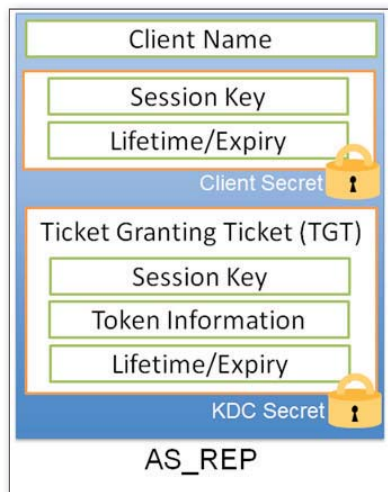 Client Name
Session Key
Lifetime/Expiry
Client Secret
Ticket Granting Ticket (TGT)
Session Key
Token Information
Lifetime/Expiry
KDC Secret
AS_REP